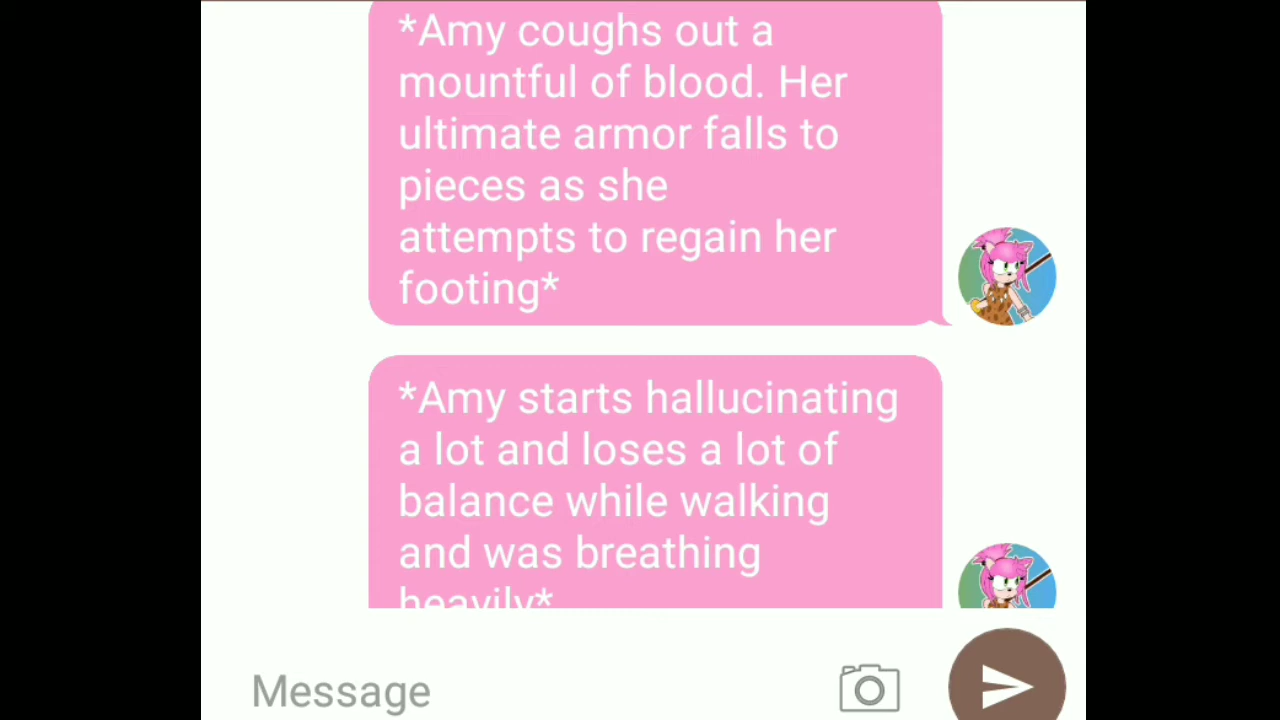 *Amy coughs out a
mountful of blood. Her
ultimate armor falls to
pieces as she
attempts to regain her
footing*
*Amy starts hallucinating
a lot and loses a lot of
balance while walking
and was breathing
heavily*
Message